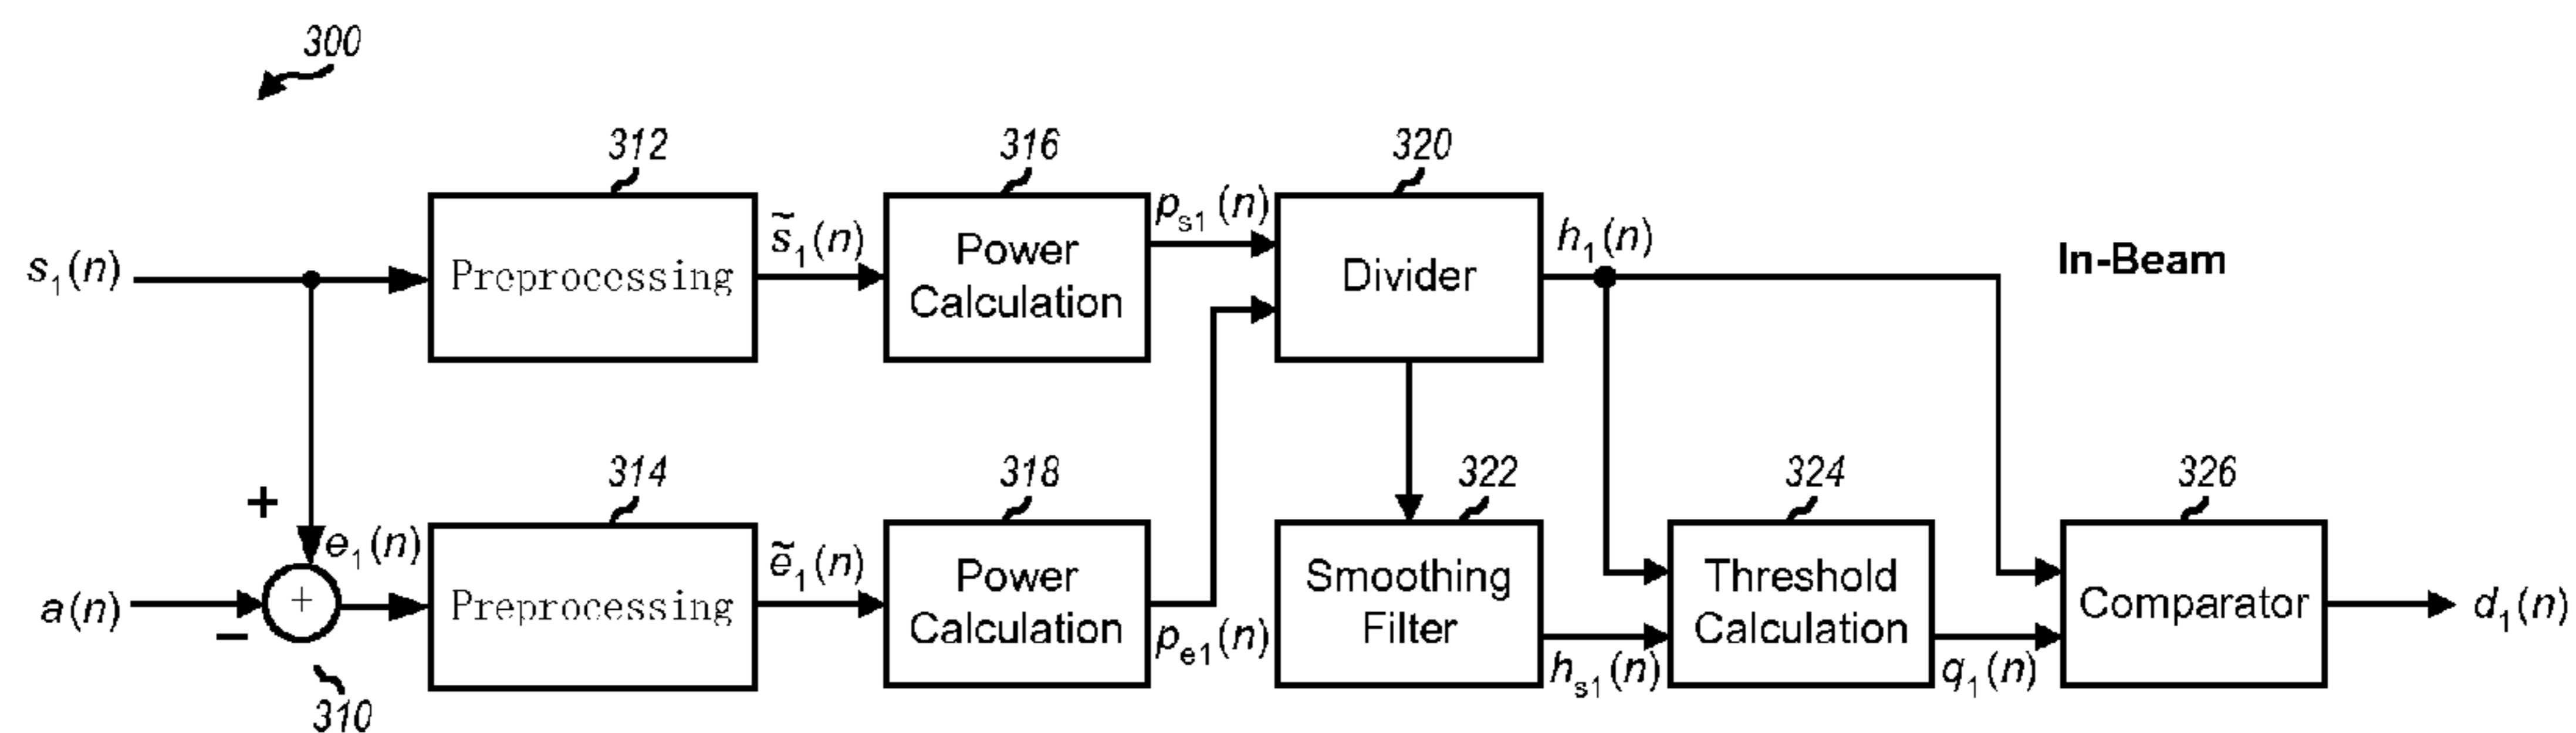 300
312
316
320
s₁(n)
Preprocessing
s̃₁(n)
Power
Calculation
pₛ₁(n)
Divider
h₁(n)
In-Beam
314
318
322
324
326
+
e₁(n)
a(n)
−
+
310
Preprocessing
ẽ₁(n)
Power
Calculation
pₑ₁(n)
Smoothing
Filter
hₛ₁(n)
Threshold
Calculation
q₁(n)
Comparator
d₁(n)